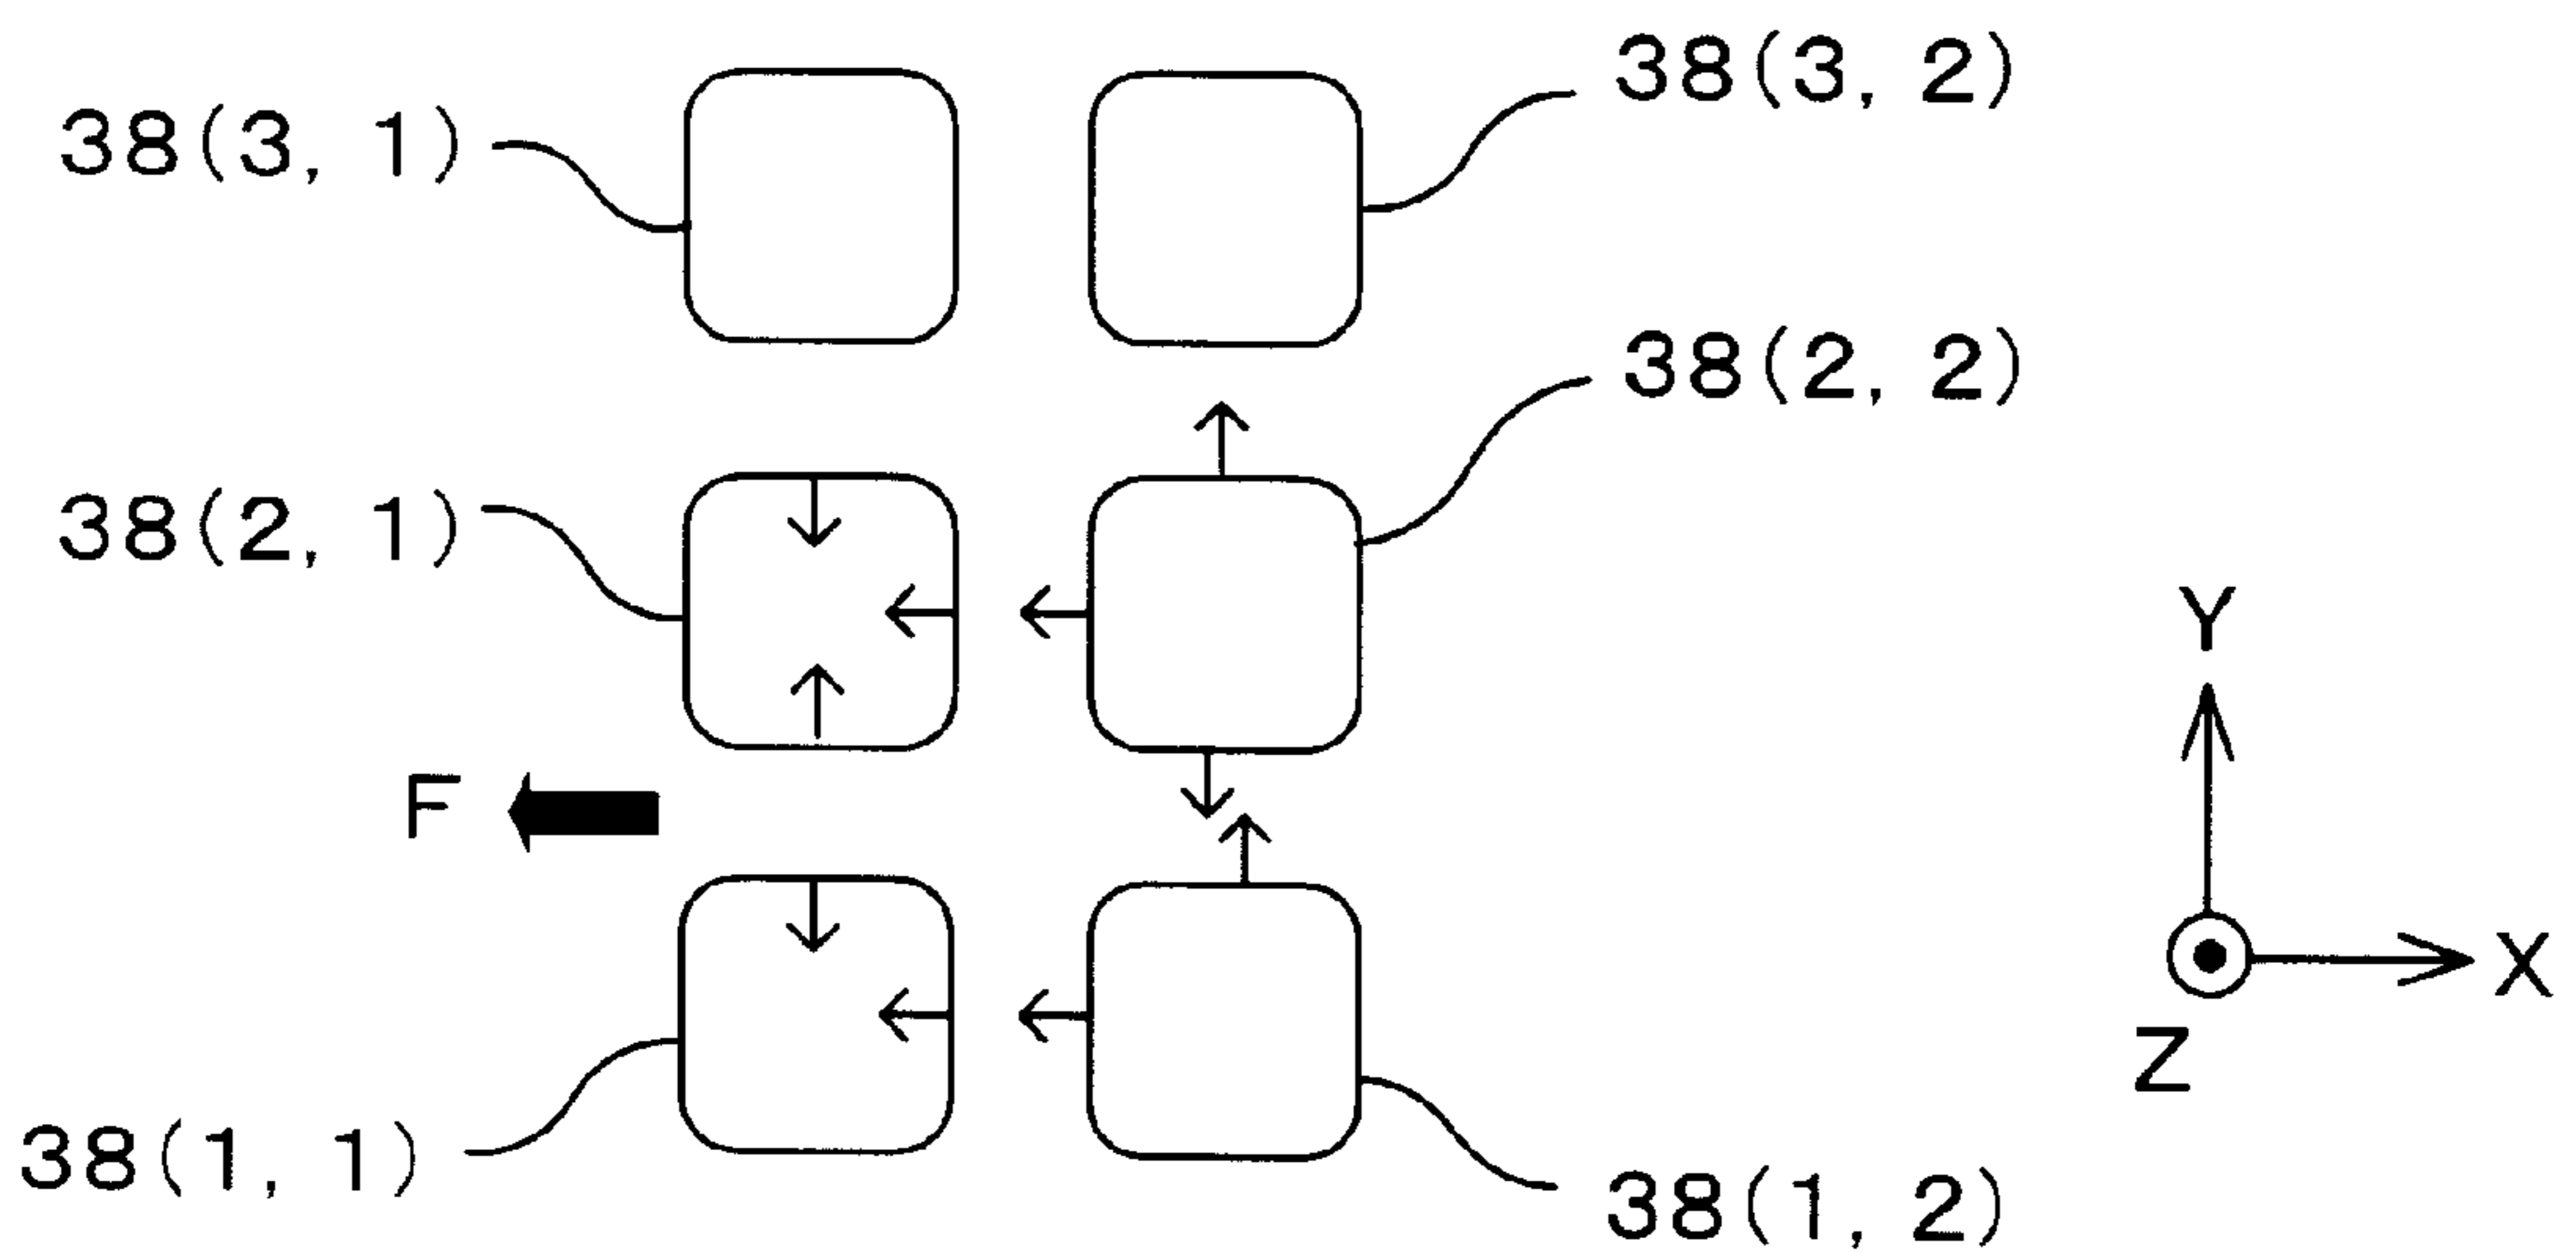 38(3, 2)
38(3, 1)
38(2, 2)
38(2, 1)
Y
F
X
Z
38(1, 1)
38(1, 2)